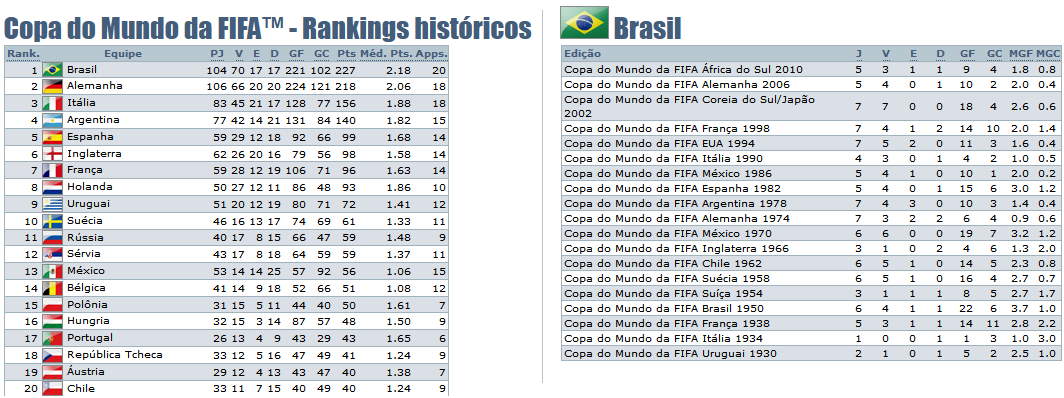 Copa do Mundo da FIFA™ - Rankings históricos
Rank. Equipe PJ V E D GF GC Pts Méd. Pts. Apps.
1 Brasil 104 70 17 17 221 102 227 2.18 20
2 Alemanha 106 66 20 20 224 121 218 2.06 18
3 Itália 83 45 21 17 128 77 156 1.88 18
4 Argentina 77 42 14 21 131 84 140 1.82 15
5 Espanha 59 29 12 18 92 66 99 1.68 14
6 Inglaterra 62 26 20 16 79 56 98 1.58 14
7 França 59 28 12 19 106 71 96 1.63 14
8 Holanda 50 27 12 11 86 48 93 1.86 10
9 Uruguai 51 20 12 19 80 71 72 1.41 12
10 Suécia 46 16 13 17 74 69 61 1.33 11
11 Rússia 40 17 8 15 66 47 59 1.48 9
12 Sérvia 43 17 8 18 64 59 59 1.37 11
13 México 53 14 14 25 57 92 56 1.06 15
14 Bélgica 41 14 9 18 52 66 51 1.08 12
15 Polônia 31 15 5 11 44 40 50 1.61 7
16 Hungria 32 15 3 14 87 57 48 1.50 9
17 Portugal 26 13 4 9 43 29 43 1.65 6
18 República Tcheca 33 12 5 16 47 49 41 1.24 9
19 Áustria 29 12 4 13 43 47 40 1.38 7
20 Chile 33 11 7 15 40 49 40 1.24 9
Brasil
Edição J V E D GF GC MGF MGC
Copa do Mundo da FIFA África do Sul 2010 5 3 1 1 9 4 1.8 0.8
Copa do Mundo da FIFA Alemanha 2006 5 4 0 1 10 2 2.0 0.4
Copa do Mundo da FIFA Coreia do Sul/Japão
2002 7 7 0 0 18 4 2.6 0.6
Copa do Mundo da FIFA França 1998 7 4 1 2 14 10 2.0 1.4
Copa do Mundo da FIFA EUA 1994 7 5 2 0 11 3 1.6 0.4
Copa do Mundo da FIFA Itália 1990 4 3 0 1 4 2 1.0 0.5
Copa do Mundo da FIFA México 1986 5 4 1 0 10 1 2.0 0.2
Copa do Mundo da FIFA Espanha 1982 5 4 0 1 15 6 3.0 1.2
Copa do Mundo da FIFA Argentina 1978 7 4 3 0 10 3 1.4 0.4
Copa do Mundo da FIFA Alemanha 1974 7 3 2 2 6 4 0.9 0.6
Copa do Mundo da FIFA México 1970 6 6 0 0 19 7 3.2 1.2
Copa do Mundo da FIFA Inglaterra 1966 3 1 0 2 4 6 1.3 2.0
Copa do Mundo da FIFA Chile 1962 6 5 1 0 14 5 2.3 0.8
Copa do Mundo da FIFA Suécia 1958 6 5 1 0 16 4 2.7 0.7
Copa do Mundo da FIFA Suíça 1954 3 1 1 1 8 5 2.7 1.7
Copa do Mundo da FIFA Brasil 1950 6 4 1 1 22 6 3.7 1.0
Copa do Mundo da FIFA França 1938 5 3 1 1 14 11 2.8 2.2
Copa do Mundo da FIFA Itália 1934 1 0 0 1 1 3 1.0 3.0
Copa do Mundo da FIFA Uruguai 1930 2 1 0 1 5 2 2.5 1.0